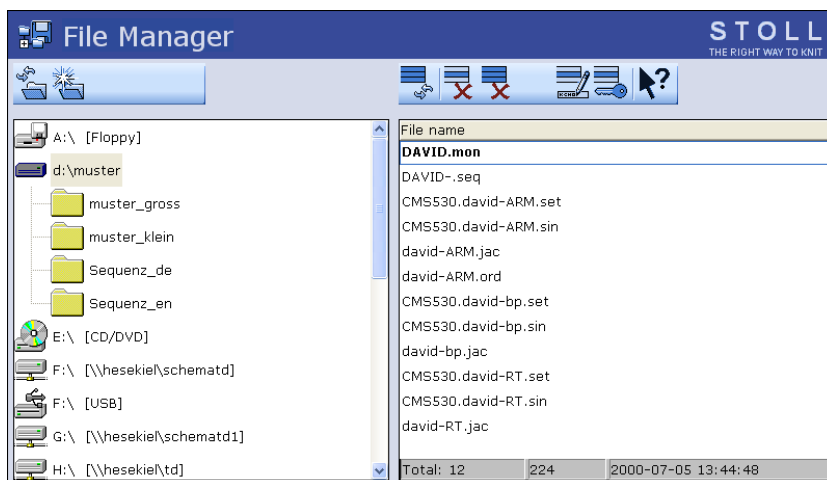 File Manager
STOLL
THE RIGHT WAY TO KNIT
A:\ [Floppy]
d:\muster
muster_gross
muster_klein
Sequenz_de
Sequenz_en
E:\ [CD/DVD]
F:\ [\\hesekiel\schematd]
F:\ [USB]
G:\ [\\hesekiel\schematd1]
H:\ [\\hesekiel\td]
?
File name
DAVID.mon
DAVID-.seq
CMS530.david-ARM.set
CMS530.david-ARM.sin
david-ARM.jac
david-ARM.ord
CMS530.david-bp.set
CMS530.david-bp.sin
david-bp.jac
CMS530.david-RT.set
CMS530.david-RT.sin
david-RT.jac
Total: 12 224 2000-07-05 13:44:48